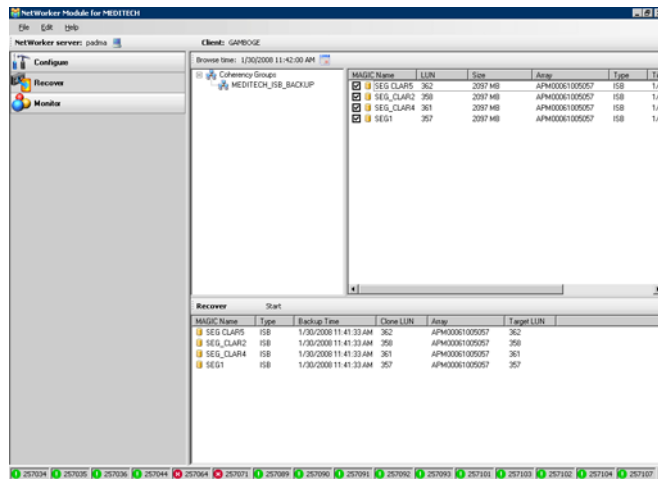 NetWorker Module for MEDITECH
File Edit Help
NetWorker server: padma Client: GAMBOGE
Configure
Recover
Monitor
Browse time: 1/30/2008 11:42:00 AM
Coherency Groups
MEDITECH_ISB_BACKUP
MAGIC Name LUN Size Array Type
SEG CLAR5 362 2097 MB APM00061005057 ISB
SEG_CLAR2 358 2097 MB APM00061005057 ISB
SEG_CLAR4 361 2097 MB APM00061005057 ISB
SEG1 357 2097 MB APM00061005057 ISB
Recover Start
MAGIC Name Type Backup Time Clone LUN Array Target LUN
SEG CLAR5 ISB 1/30/2008 11:41:33 AM 362 APM00061005057 362
SEG_CLAR2 ISB 1/30/2008 11:41:33 AM 358 APM00061005057 358
SEG_CLAR4 ISB 1/30/2008 11:41:33 AM 361 APM00061005057 361
SEG1 ISB 1/30/2008 11:41:33 AM 357 APM00061005057 357
257034 257035 257036 257044 257064 257071 257089 257090 257091 257092 257093 257101 257103 257102 257104 257107